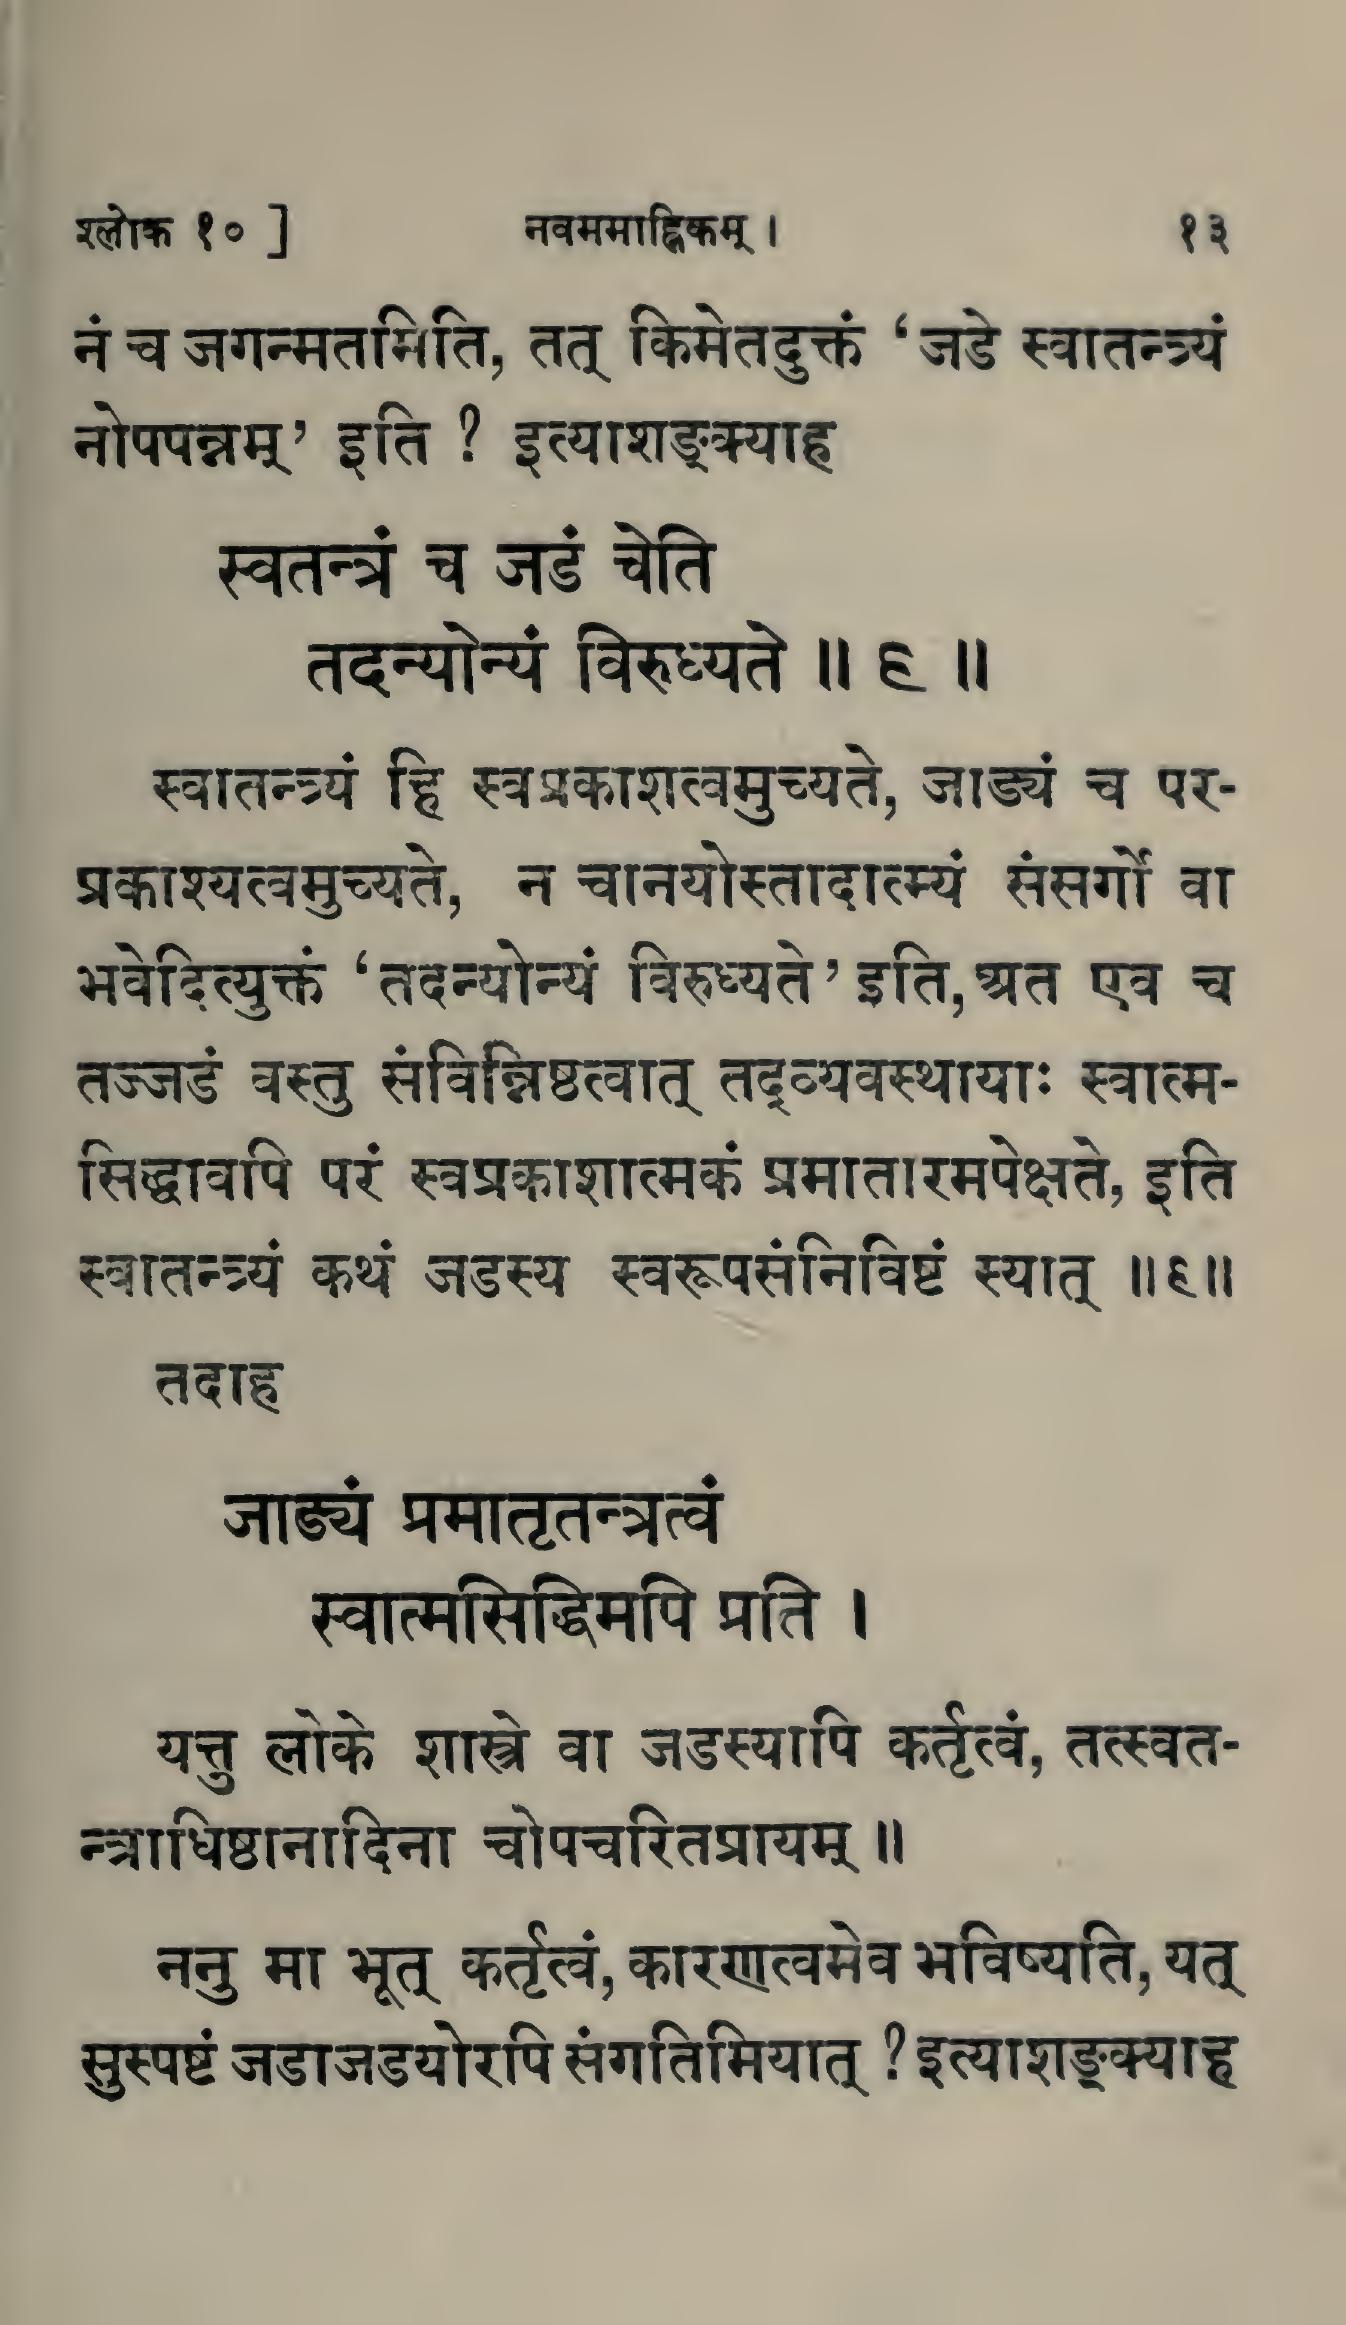 श्लोक १० ] नवममाह्निकम् । १३
नं च जगन्मतमिति, तत् किमेतदुक्तं ‘जडे स्वातन्त्र्यं
नोपपन्नम्’ इति ? इत्याशङ्क्याह
स्वतन्त्रं च जडं चेति
तदन्योन्यं विरुध्यते ॥ ९ ॥
स्वातन्त्र्यं हि स्वप्रकाशत्वमुच्यते, जाड्यं च पर-
प्रकाश्यत्वमुच्यते, न चानयोस्तादात्म्यं संसर्गो वा
भवेदित्युक्तं ‘तदन्योन्यं विरुध्यते’ इति, अत एव च
तज्जडं वस्तु संविन्निष्ठत्वात् तद्व्यवस्थायाः स्वात्म-
सिद्धावपि परं स्वप्रकाशात्मकं प्रमातारमपेक्षते, इति
स्वातन्त्र्यं कथं जडस्य स्वरूपसंनिविष्टं स्यात् ॥९॥
तदाह
जाड्यं प्रमातृतन्त्रत्वं
स्वात्मसिद्धिमपि प्रति ।
यत्तु लोके शास्त्रे वा जडस्यापि कर्तृत्वं, तत्स्वत-
न्त्राधिष्ठानादिना चोपचरितप्रायम् ॥
ननु मा भूत् कर्तृत्वं, कारणत्वमेव भविष्यति, यत्
सुस्पष्टं जडाजडयोरपि संगतिमियात् ? इत्याशङ्क्याह